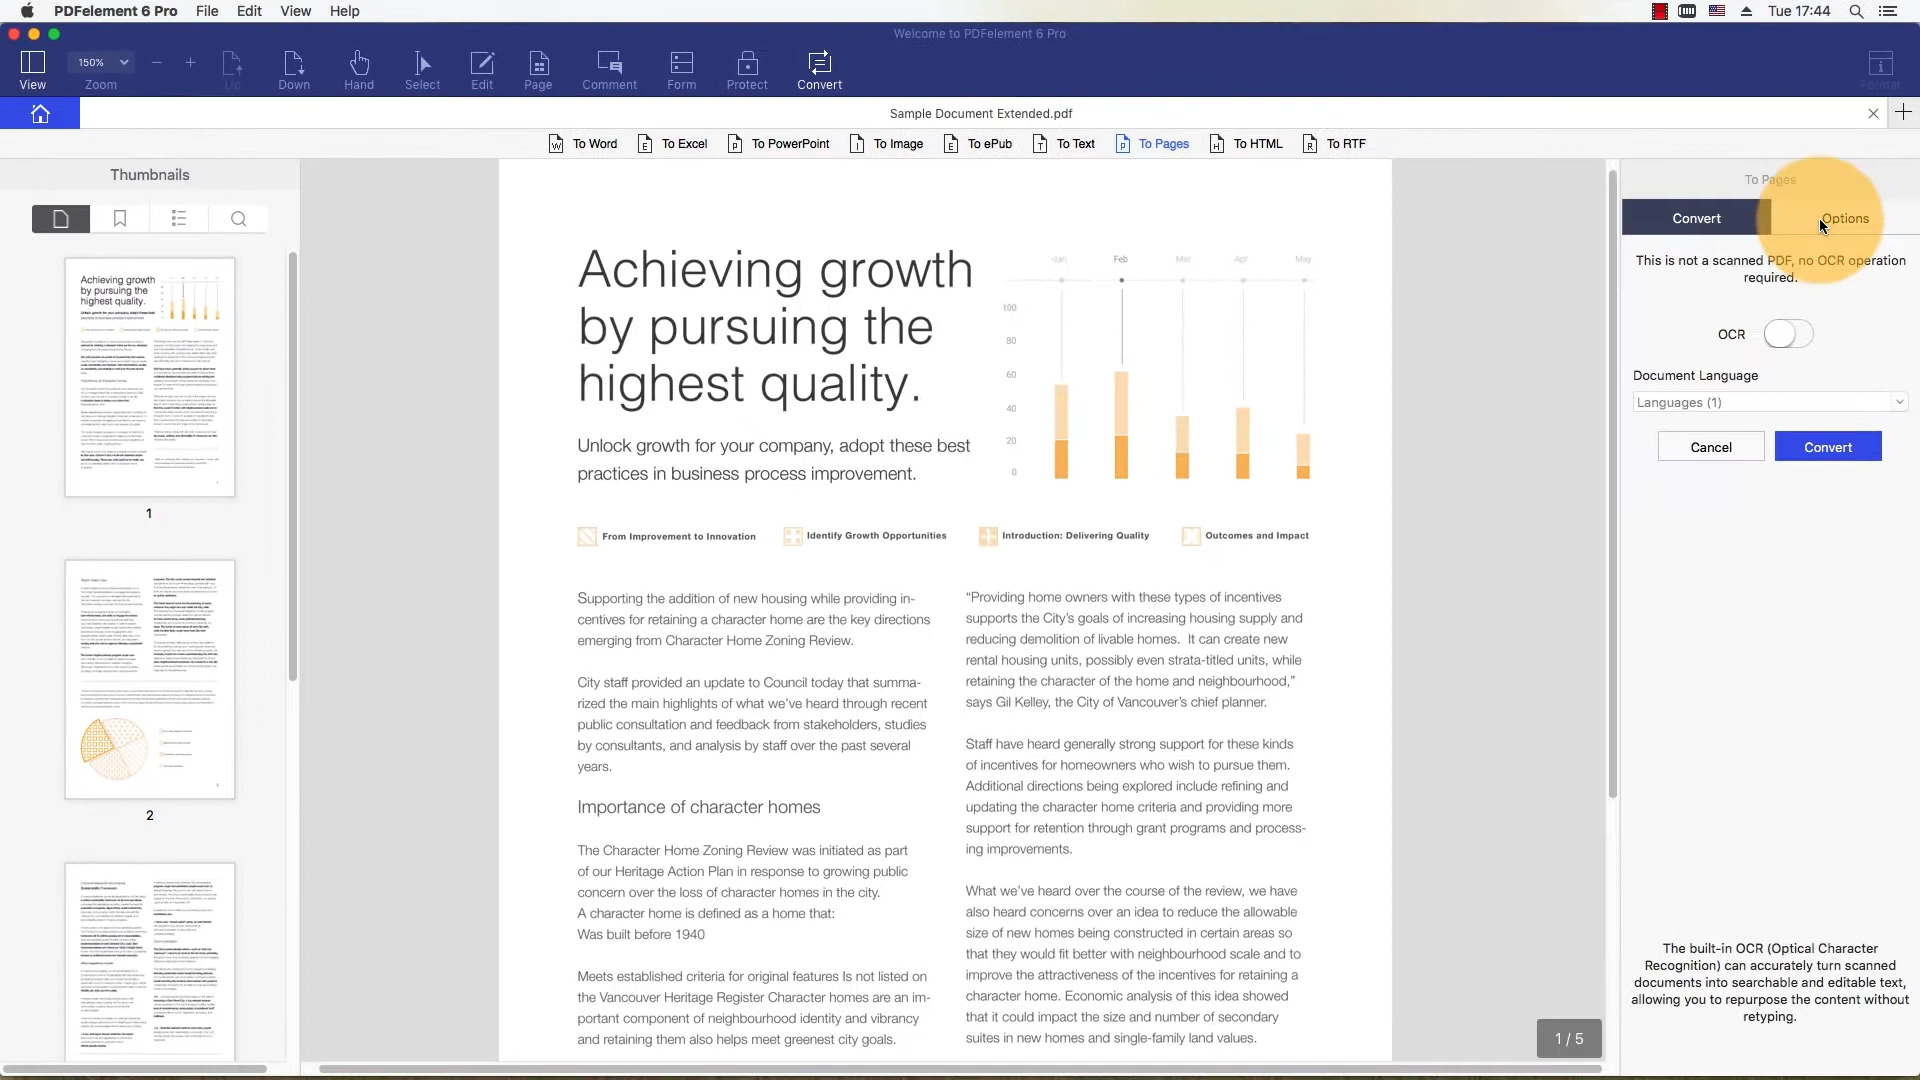 PDFelement 6 Pro File Edit View Help
Tue 17:44
Welcome to PDFelement 6 Pro
150%
View Zoom Up Down Hand Select Edit Page Comment Form Protect Convert Format
Sample Document Extended.pdf
To Word To Excel To PowerPoint To Image To ePub To Text To Pages To HTML To RTF
Thumbnails
Achieving growth
by pursuing the
highest quality.
1
2
Achieving growth
by pursuing the
highest quality.
Unlock growth for your company, adopt these best
practices in business process improvement.
Jan Feb Mar Apr May
100
80
60
40
20
0
From Improvement to Innovation Identify Growth Opportunities Introduction: Delivering Quality Outcomes and Impact
Supporting the addition of new housing while providing in-
centives for retaining a character home are the key directions
emerging from Character Home Zoning Review.
City staff provided an update to Council today that summa-
rized the main highlights of what we've heard through recent
public consultation and feedback from stakeholders, studies
by consultants, and analysis by staff over the past several
years.
Importance of character homes
The Character Home Zoning Review was initiated as part
of our Heritage Action Plan in response to growing public
concern over the loss of character homes in the city.
A character home is defined as a home that:
Was built before 1940
Meets established criteria for original features Is not listed on
the Vancouver Heritage Register Character homes are an im-
portant component of neighbourhood identity and vibrancy
and retaining them also helps meet greenest city goals.
“Providing home owners with these types of incentives
supports the City's goals of increasing housing supply and
reducing demolition of livable homes. It can create new
rental housing units, possibly even strata-titled units, while
retaining the character of the home and neighbourhood,”
says Gil Kelley, the City of Vancouver's chief planner.
Staff have heard generally strong support for these kinds
of incentives for homeowners who wish to pursue them.
Additional directions being explored include refining and
updating the character home criteria and providing more
support for retention through grant programs and process-
ing improvements.
What we've heard over the course of the review, we have
also heard concerns over an idea to reduce the allowable
size of new homes being constructed in certain areas so
that they would fit better with neighbourhood scale and to
improve the attractiveness of the incentives for retaining a
character home. Economic analysis of this idea showed
that it could impact the size and number of secondary
suites in new homes and single-family land values.
1 / 5
To Pages
Convert Options
This is not a scanned PDF, no OCR operation
required.
OCR
Document Language
Languages (1)
Cancel Convert
The built-in OCR (Optical Character
Recognition) can accurately turn scanned
documents into searchable and editable text,
allowing you to repurpose the content without
retyping.